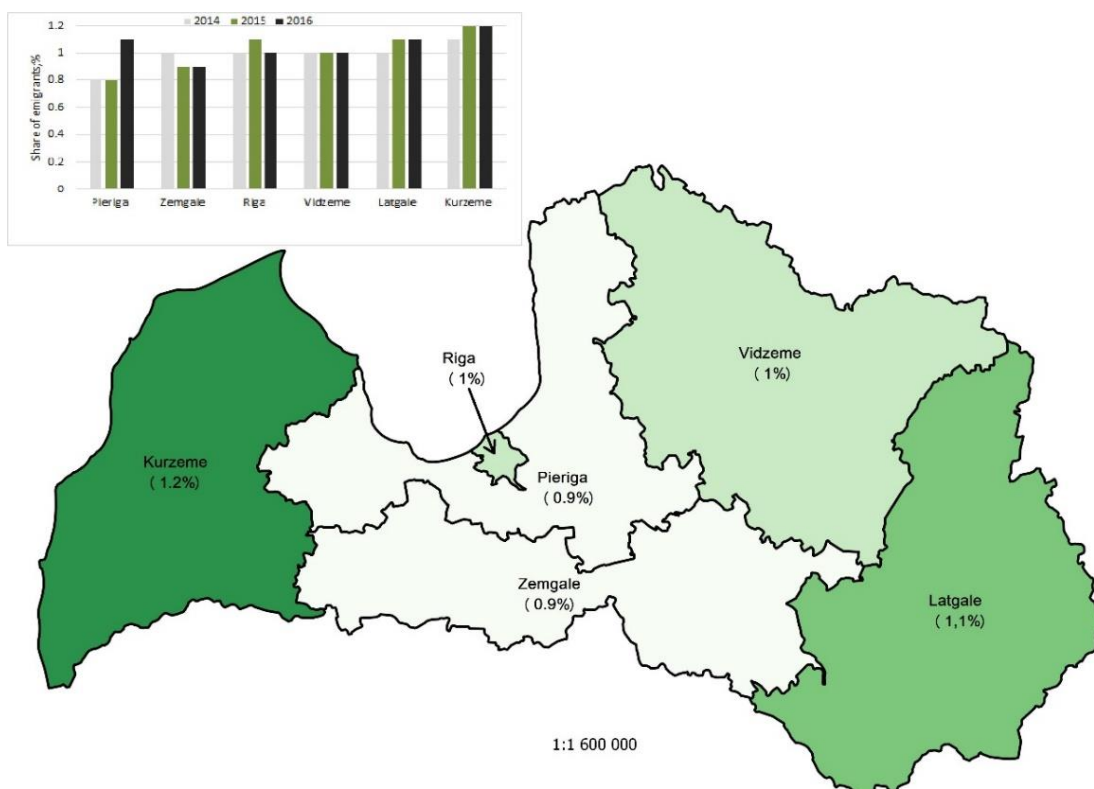 2014 2015 2016
1.2
1
0.8
0.6
0.4
0.2
0
Share of emigrants;%
Pieriga Zemgale Riga Vidzeme Latgale Kurzeme
Riga
( 1%)
Vidzeme
( 1%)
Kurzeme
( 1.2%)
Pieriga
( 0.9%)
Zemgale
( 0.9%)
Latgale
( 1,1%)
1:1 600 000